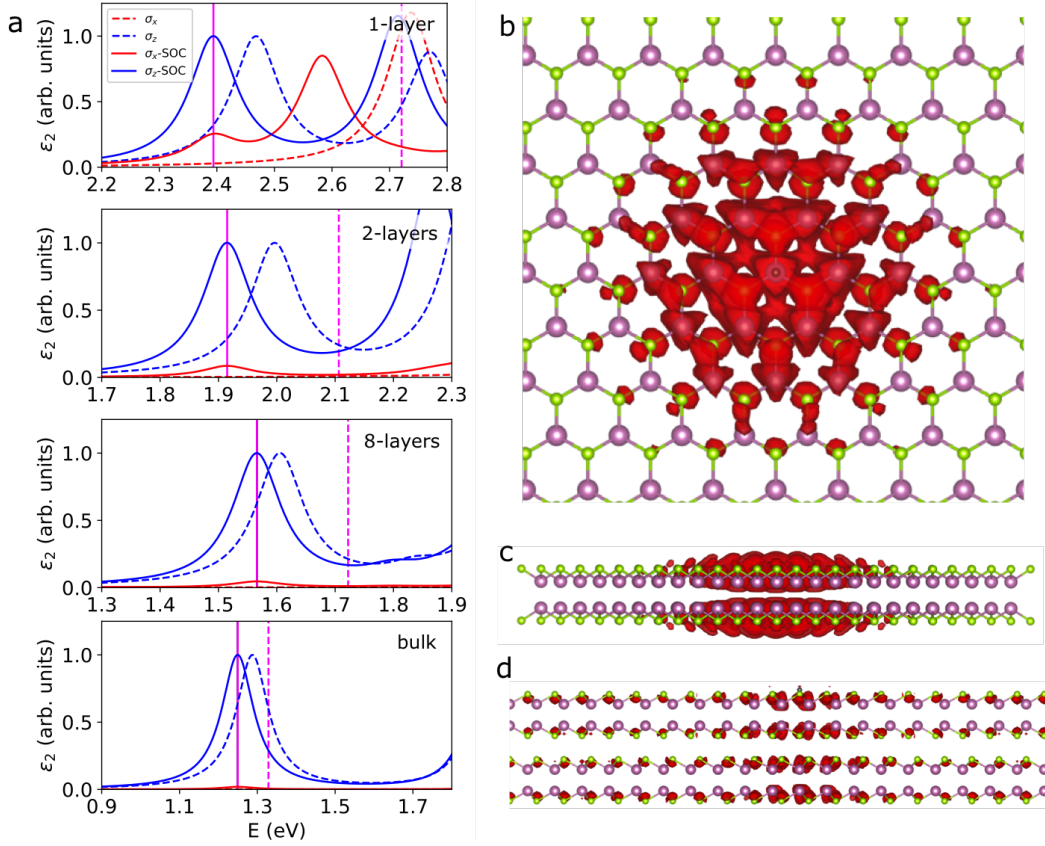 a
ε₂ (arb. units)
1.0
0.5
0.0
σₓ
σ_z
σₓ-SOC
σ_z-SOC
1-layer
2.2 2.3 2.4 2.5 2.6 2.7 2.8
ε₂ (arb. units)
1.0
0.5
0.0
2-layers
1.7 1.8 1.9 2.0 2.1 2.2 2.3
ε₂ (arb. units)
1.0
0.5
0.0
8-layers
1.3 1.4 1.5 1.6 1.7 1.8 1.9
ε₂ (arb. units)
1.0
0.5
0.0
bulk
0.9 1.1 1.3 1.5 1.7
E (eV)
b
c
d